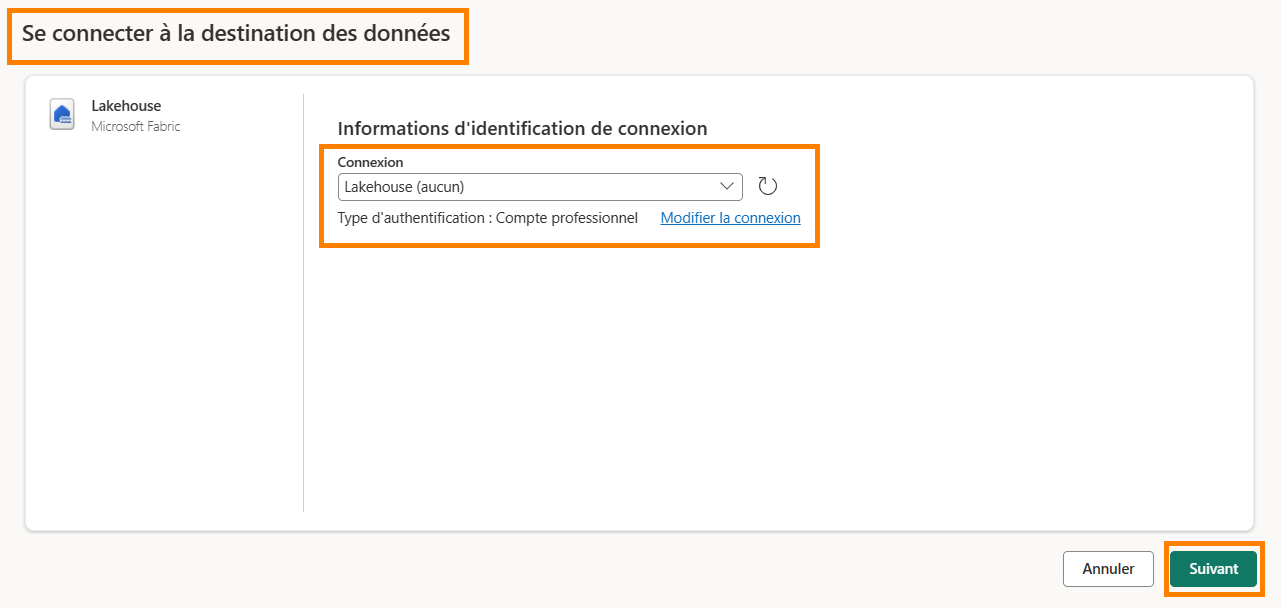 Se connecter à la destination des données
Lakehouse
Microsoft Fabric
Informations d'identification de connexion
Connexion
Lakehouse (aucun)
Type d'authentification : Compte professionnel Modifier la connexion
Annuler Suivant